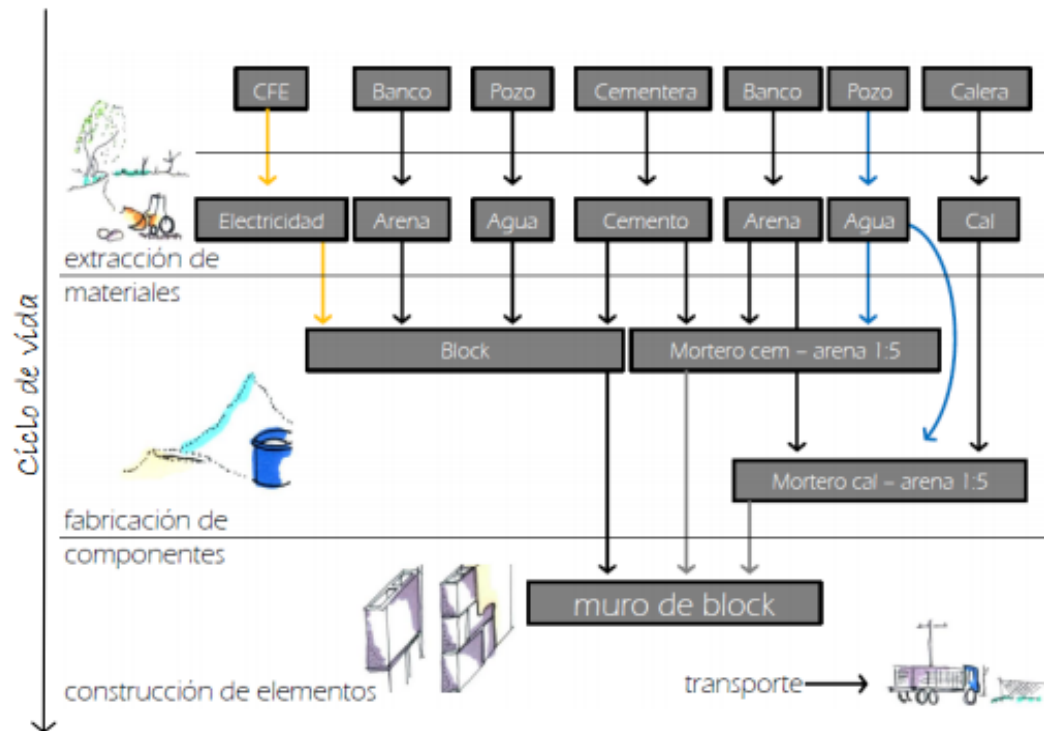 CFE
Banco
Pozo
Cementera
Banco
Pozo
Calera
Electricidad
Arena
Agua
Cemento
Arena
Agua
Cal
extracción de
materiales
Block
Mortero cem – arena 1:5
Ciclo de vida
Mortero cal – arena 1:5
fabricación de
componentes
muro de block
construcción de elementos
transporte